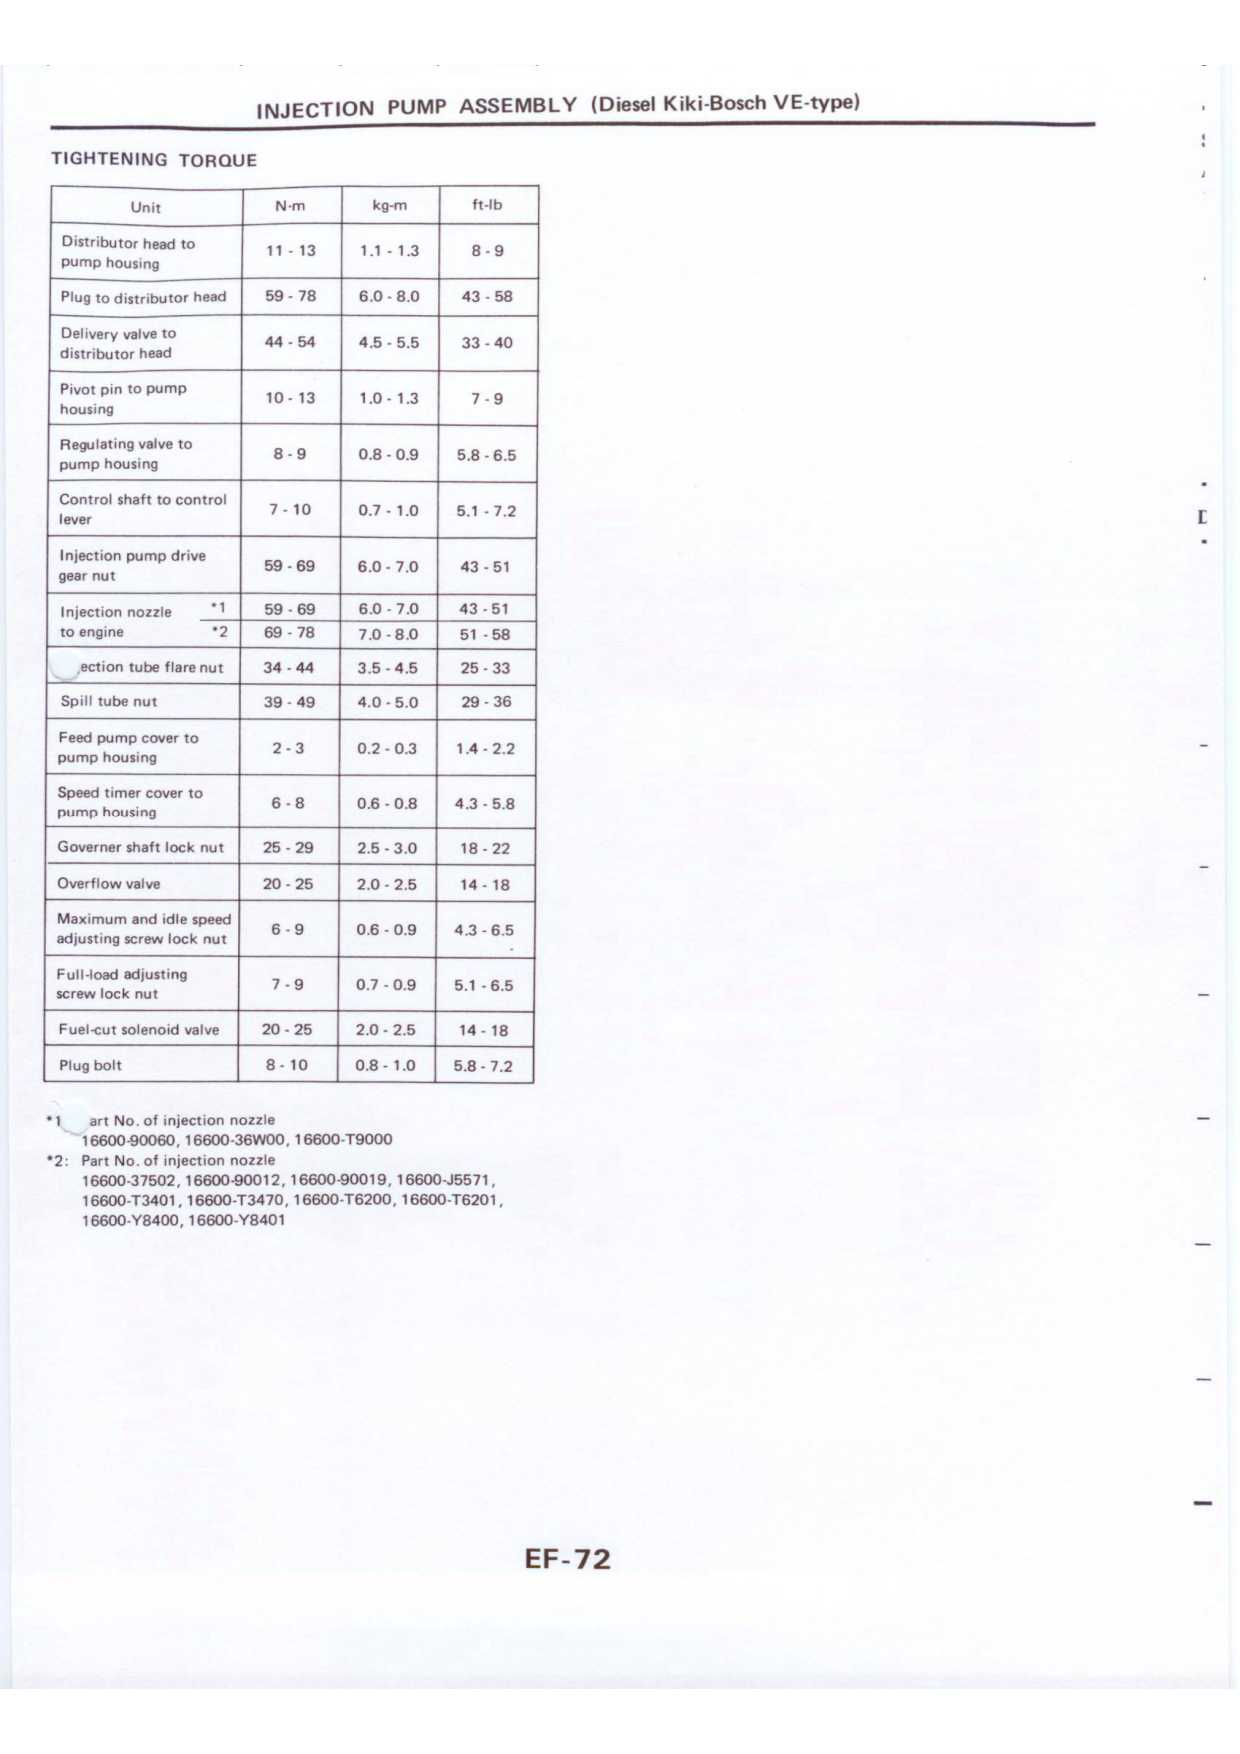 INJECTION PUMP ASSEMBLY (Diesel Kiki-Bosch VE-type)
TIGHTENING TORQUE
Unit N·m kg-m ft-lb
Distributor head to
pump housing 11 - 13 1.1 - 1.3 8 - 9
Plug to distributor head 59 - 78 6.0 - 8.0 43 - 58
Delivery valve to
distributor head 44 - 54 4.5 - 5.5 33 - 40
Pivot pin to pump
housing 10 - 13 1.0 - 1.3 7 - 9
Regulating valve to
pump housing 8 - 9 0.8 - 0.9 5.8 - 6.5
Control shaft to control
lever 7 - 10 0.7 - 1.0 5.1 - 7.2
Injection pump drive
gear nut 59 - 69 6.0 - 7.0 43 - 51
Injection nozzle *1 59 - 69 6.0 - 7.0 43 - 51
to engine *2 69 - 78 7.0 - 8.0 51 - 58
ection tube flare nut 34 - 44 3.5 - 4.5 25 - 33
Spill tube nut 39 - 49 4.0 - 5.0 29 - 36
Feed pump cover to
pump housing 2 - 3 0.2 - 0.3 1.4 - 2.2
Speed timer cover to
pump housing 6 - 8 0.6 - 0.8 4.3 - 5.8
Governer shaft lock nut 25 - 29 2.5 - 3.0 18 - 22
Overflow valve 20 - 25 2.0 - 2.5 14 - 18
Maximum and idle speed
adjusting screw lock nut 6 - 9 0.6 - 0.9 4.3 - 6.5
Full-load adjusting
screw lock nut 7 - 9 0.7 - 0.9 5.1 - 6.5
Fuel-cut solenoid valve 20 - 25 2.0 - 2.5 14 - 18
Plug bolt 8 - 10 0.8 - 1.0 5.8 - 7.2
*1 art No. of injection nozzle
16600-90060, 16600-36W00, 16600-T9000
*2: Part No. of injection nozzle
16600-37502, 16600-90012, 16600-90019, 16600-J5571,
16600-T3401, 16600-T3470, 16600-T6200, 16600-T6201,
16600-Y8400, 16600-Y8401
EF-72